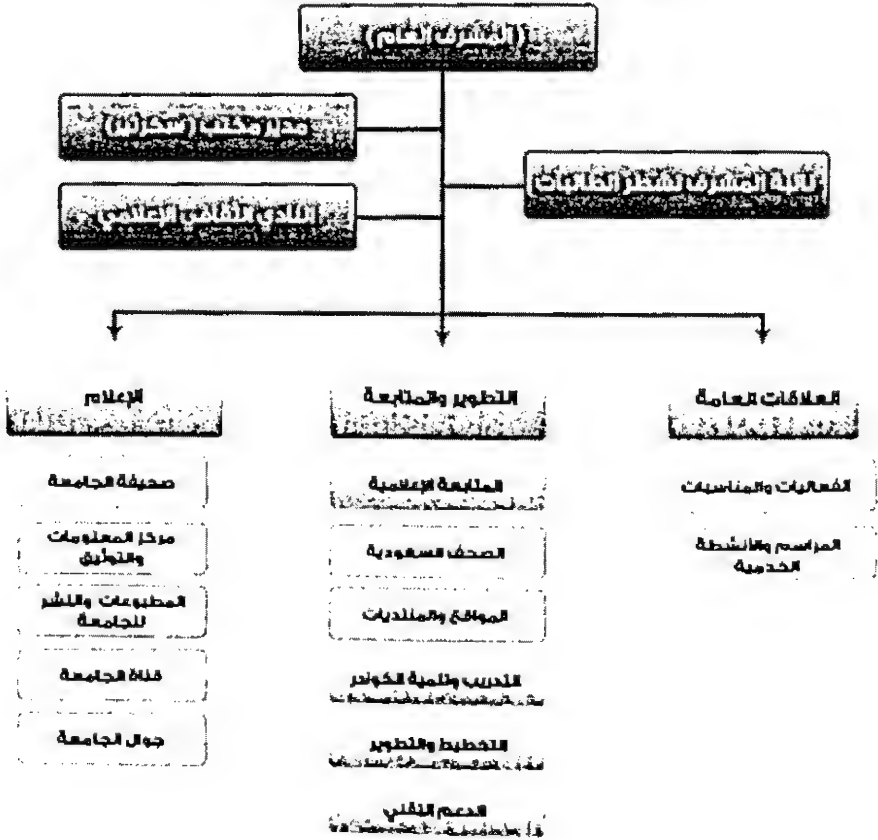 (المشرف العام)
مدير مكتب (سكرتير)
نائبة المشرف لشطر الطالبات
النادي الثقافي الإعلامي
العلاقات العامة
الفعاليات والمناسبات
المراسم والأنشطة
الخدمية
التطوير والمتابعة
المتابعة الإعلامية
الصحف السعودية
المواقع والمنتديات
التدريب وتنمية الكوادر
التخطيط والتطوير
الدعم التقني
الإعلام
صحيفة الجامعة
مركز المعلومات
والتوثيق
المطبوعات والنشر
للجامعة
قناة الجامعة
جوال الجامعة